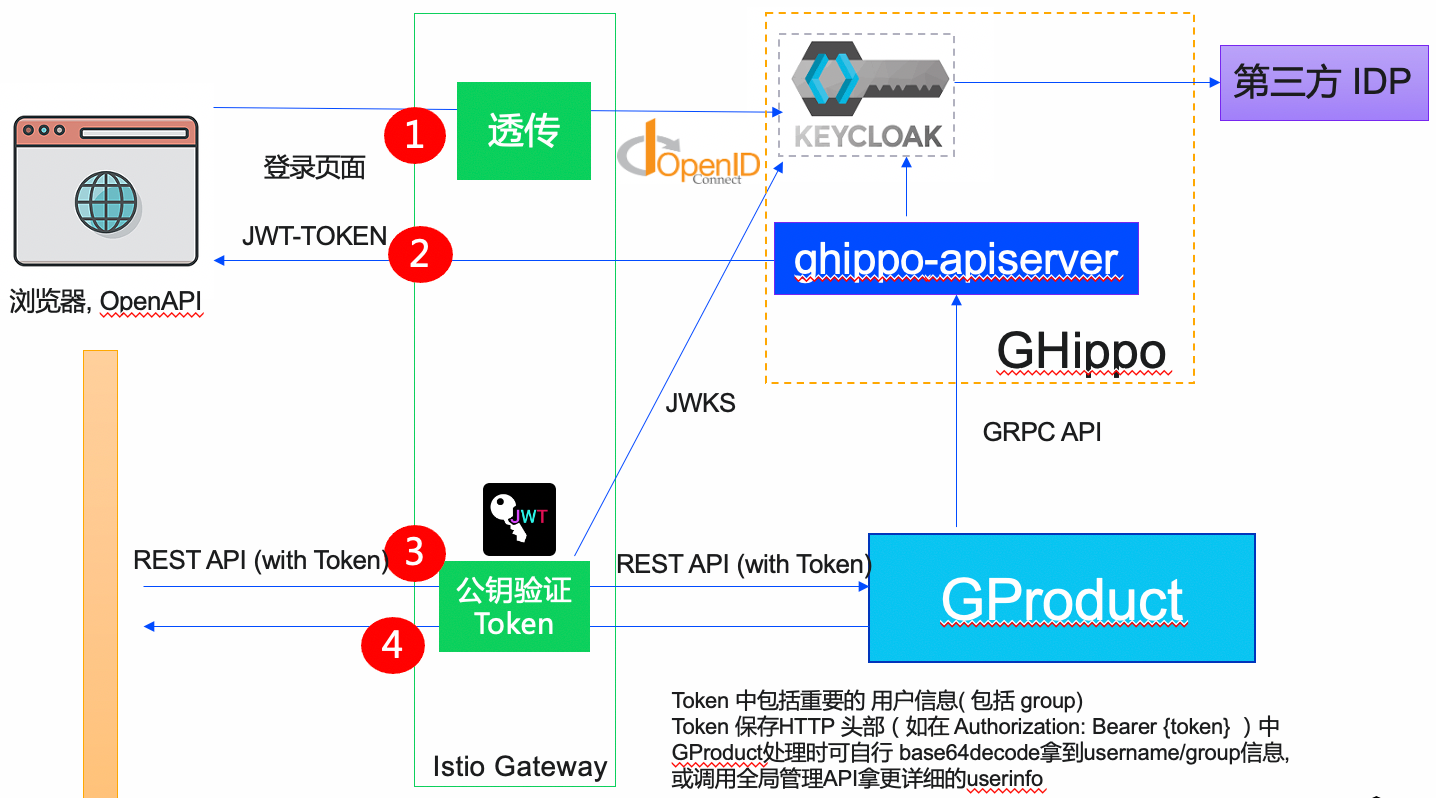 第三方 IDP
KEYCLOAK
1
透传
OpenID
Connect
登录页面
JWT-TOKEN
2
ghippo-apiserver
浏览器, OpenAPI
GHippo
JWKS
GRPC API
JWT
3
REST API (with Token)
REST API (with Token)
公钥验证
Token
GProduct
4
Token 中包括重要的 用户信息( 包括 group)
Token 保存HTTP 头部（如在 Authorization: Bearer {token} ）中
GProduct处理时可自行 base64decode拿到username/group信息,
或调用全局管理API拿更详细的userinfo
Istio Gateway